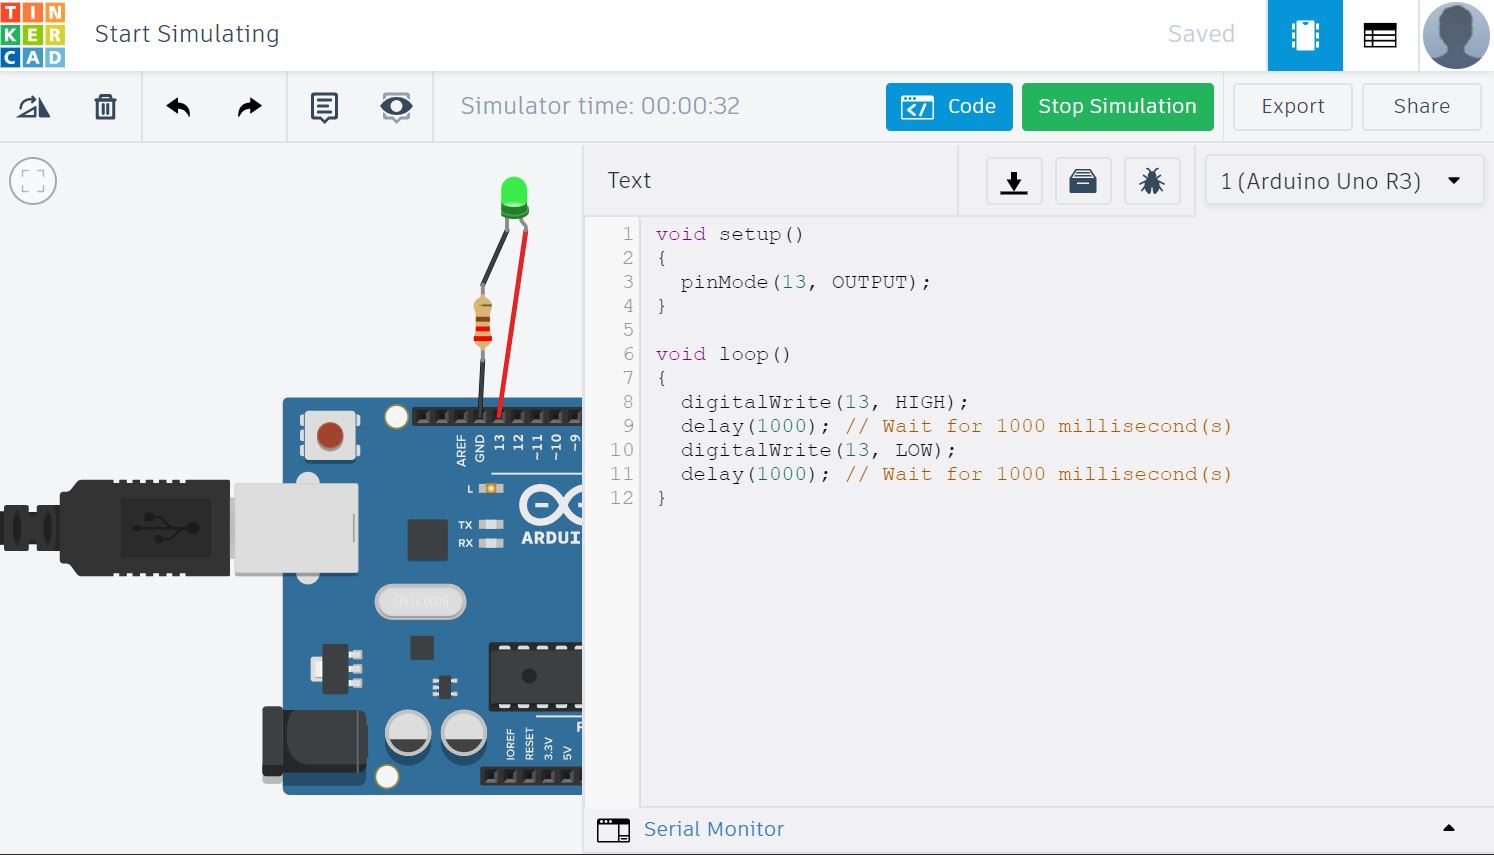 TIN
KER
CAD
Start Simulating
Saved
Simulator time: 00:00:32
Code
Stop Simulation
Export
Share
Text
1 (Arduino Uno R3)
1 void setup()
2 {
3   pinMode(13, OUTPUT);
4 }
5
6 void loop()
7 {
8   digitalWrite(13, HIGH);
9   delay(1000); // Wait for 1000 millisecond(s)
10   digitalWrite(13, LOW);
11   delay(1000); // Wait for 1000 millisecond(s)
12 }
AREF
GND
13
12
~11
~10
~9
L
TX
RX
ARDUI
SPK16.000G
IOREF
RESET
3.3V
5V
Serial Monitor